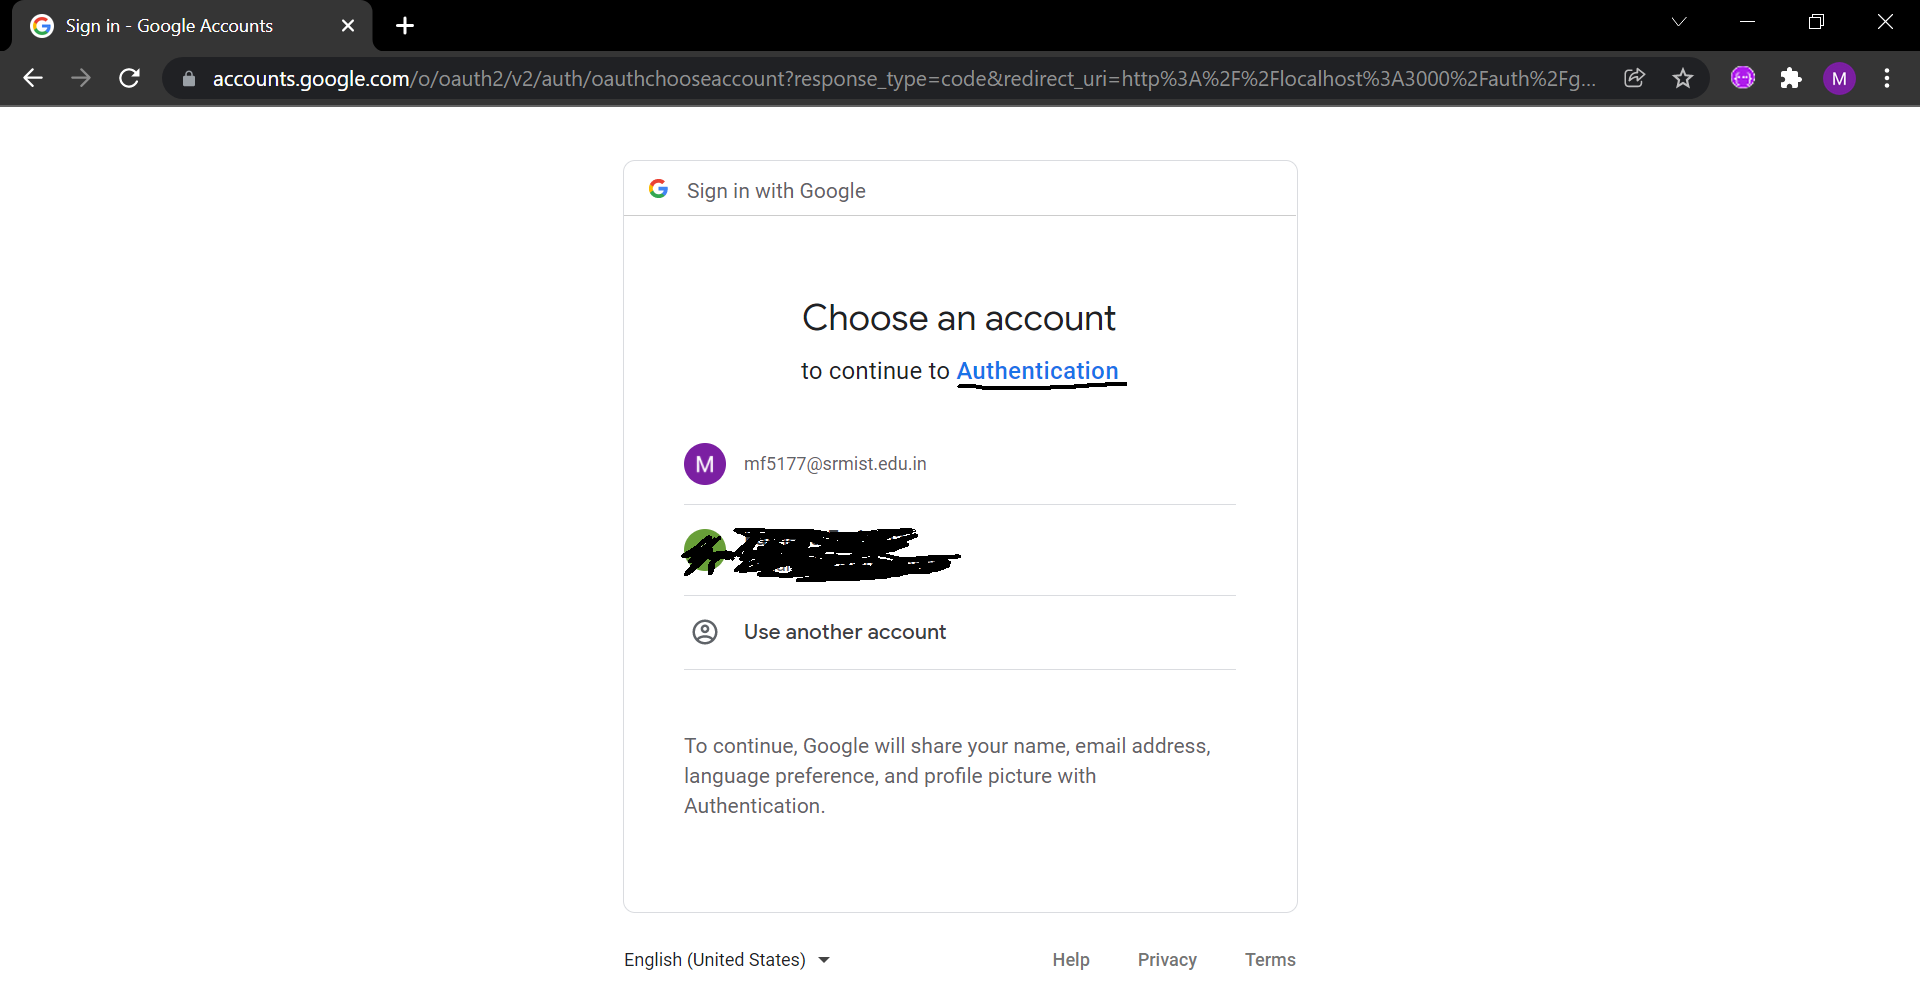 Sign in - Google Accounts
accounts.google.com/o/oauth2/v2/auth/oauthchooseaccount?response_type=code&redirect_uri=http%3A%2F%2Flocalhost%3A3000%2Fauth%2Fg...
M
Sign in with Google
Choose an account
to continue to Authentication
M
mf5177@srmist.edu.in
Use another account
To continue, Google will share your name, email address,
language preference, and profile picture with
Authentication.
English (United States)
Help
Privacy
Terms